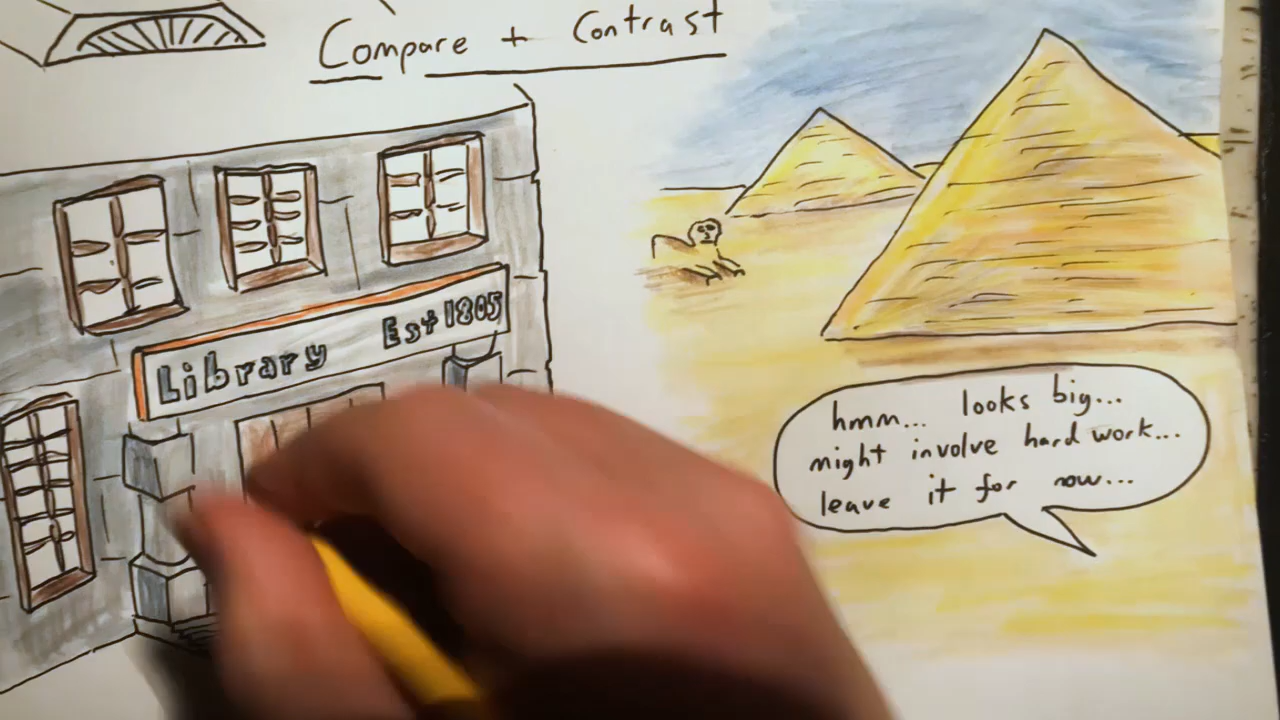 Compare + Contrast
Library Est 1805
hmm... looks big...
might involve hard work...
leave it for now...